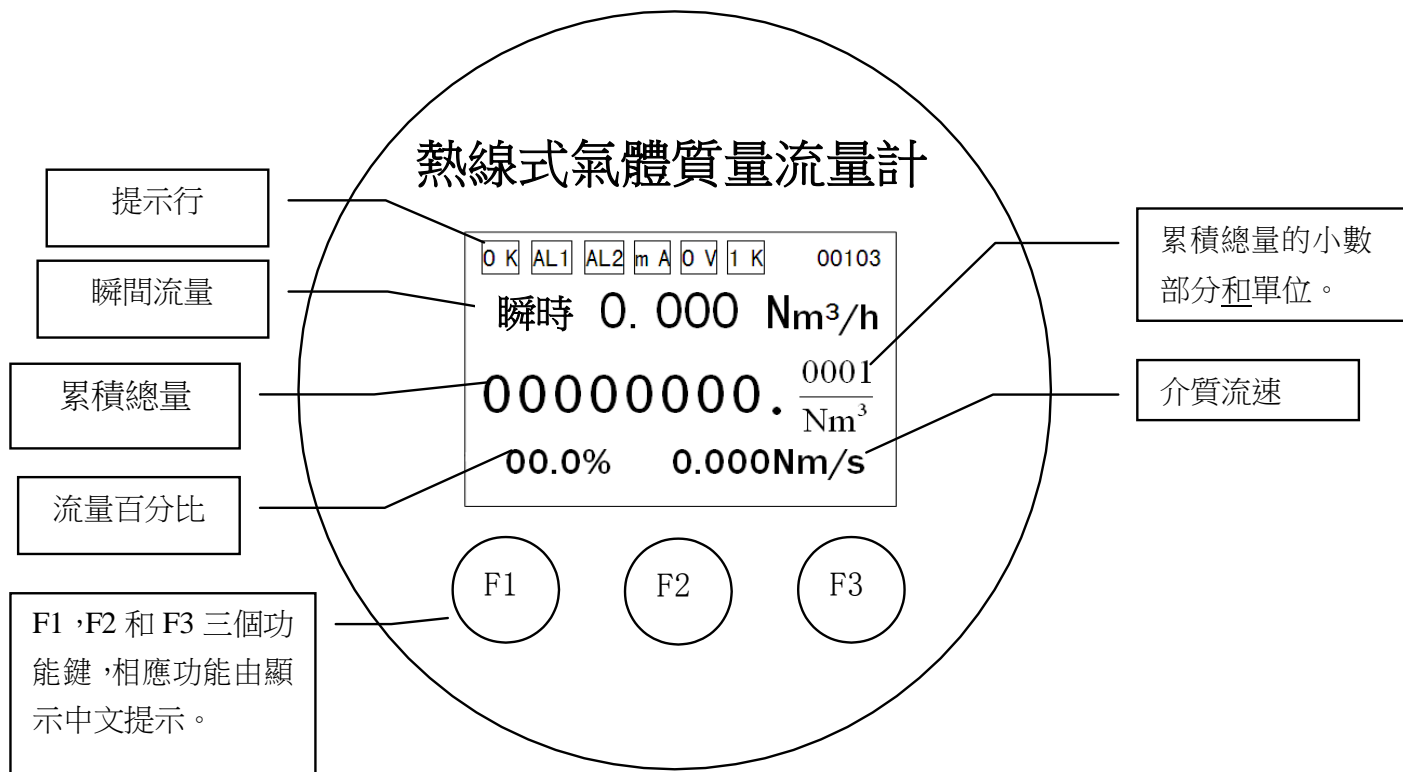 熱線式氣體質量流量計
提示行
瞬間流量
累積總量
流量百分比
F1，F2 和 F3 三個功
能鍵，相應功能由顯
示中文提示。
0 K AL1 AL2 m A 0 V 1 K 00103
瞬時 0. 000 Nm³/h
00000000. 0001
Nm³
00.0% 0.000Nm/s
F1 F2 F3
累積總量的小數
部分和單位。
介質流速